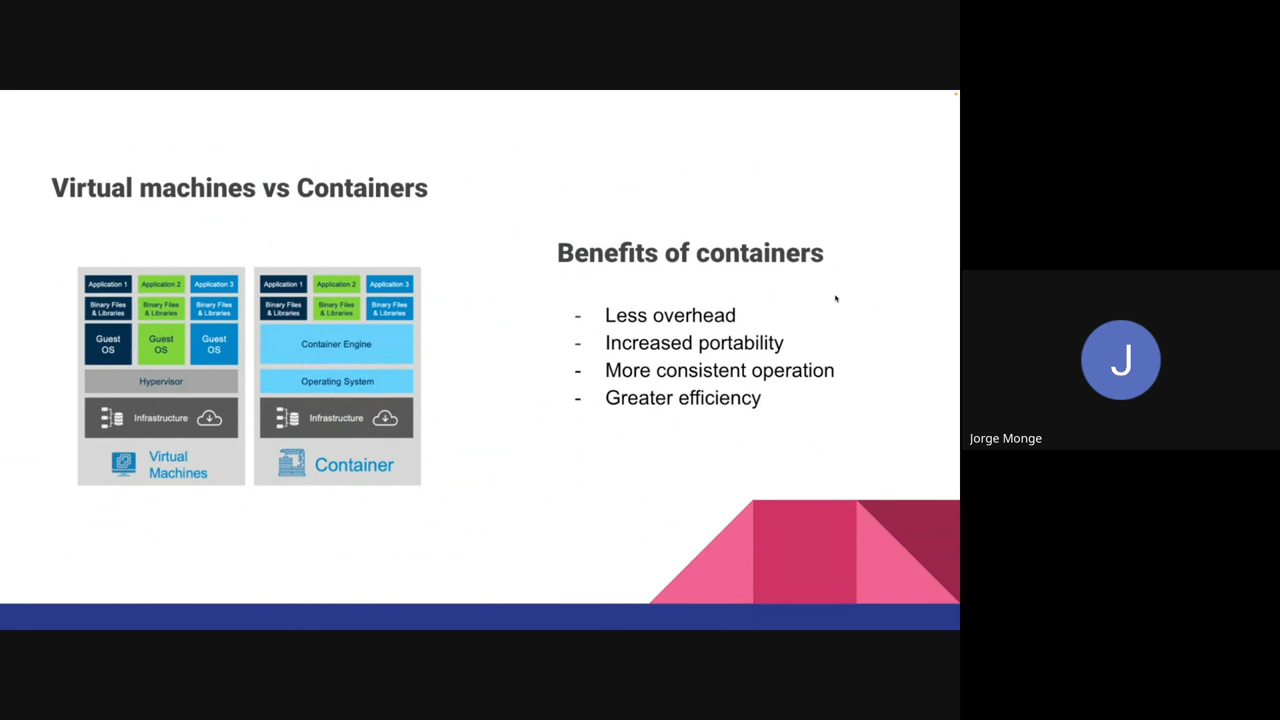 Virtual machines vs Containers
Application 1 Application 2 Application 3
Binary Files & Libraries Binary Files & Libraries Binary Files & Libraries
Guest OS Guest OS Guest OS
Hypervisor
Infrastructure
Virtual Machines
Application 1 Application 2 Application 3
Binary Files & Libraries Binary Files & Libraries Binary Files & Libraries
Container Engine
Operating System
Infrastructure
Container
Benefits of containers
- Less overhead
- Increased portability
- More consistent operation
- Greater efficiency
J
Jorge Monge